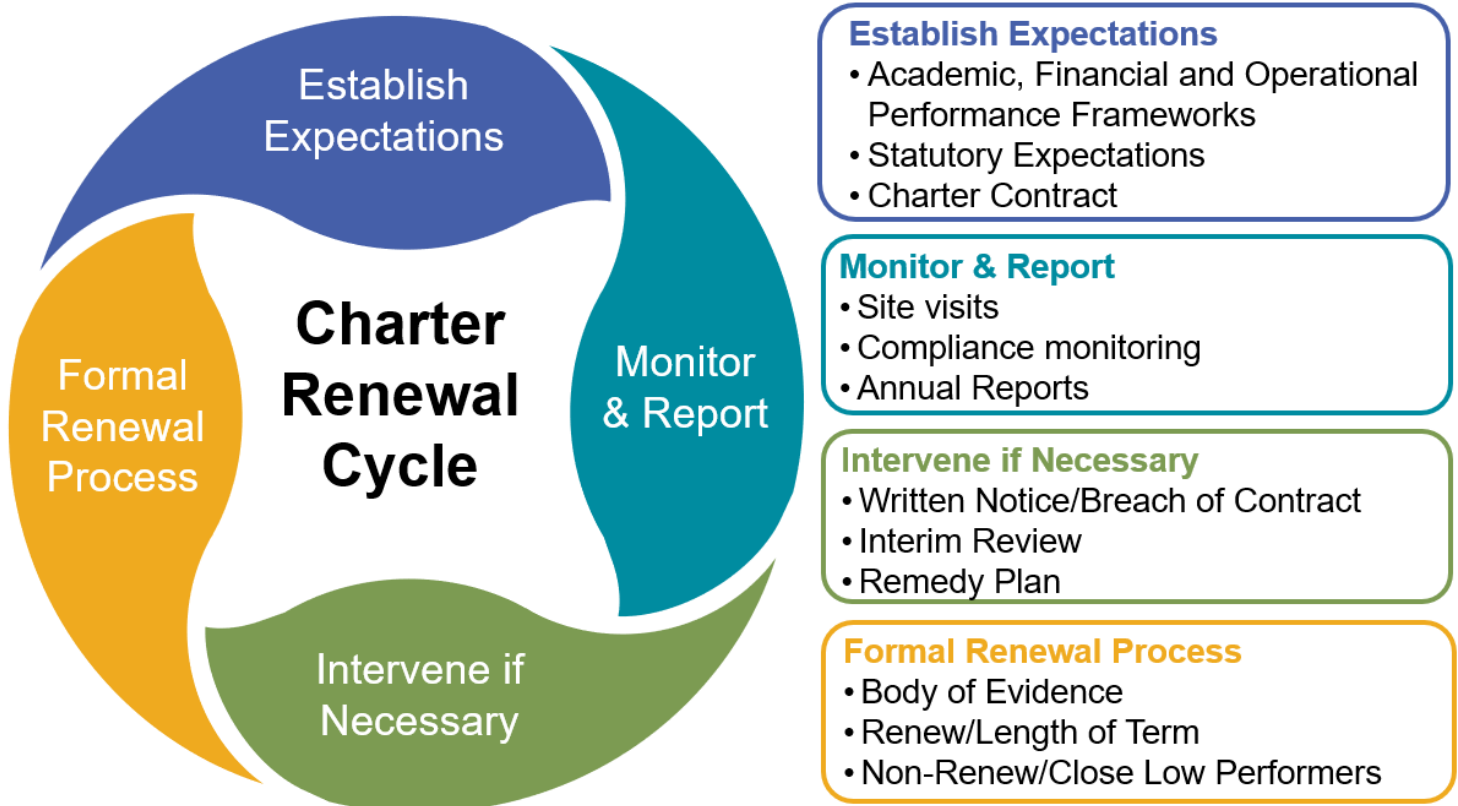 Establish
Expectations
Monitor
& Report
Intervene if
Necessary
Formal
Renewal
Process
Charter
Renewal
Cycle
Establish Expectations
• Academic, Financial and Operational
Performance Frameworks
• Statutory Expectations
• Charter Contract
Monitor & Report
• Site visits
• Compliance monitoring
• Annual Reports
Intervene if Necessary
• Written Notice/Breach of Contract
• Interim Review
• Remedy Plan
Formal Renewal Process
• Body of Evidence
• Renew/Length of Term
• Non-Renew/Close Low Performers